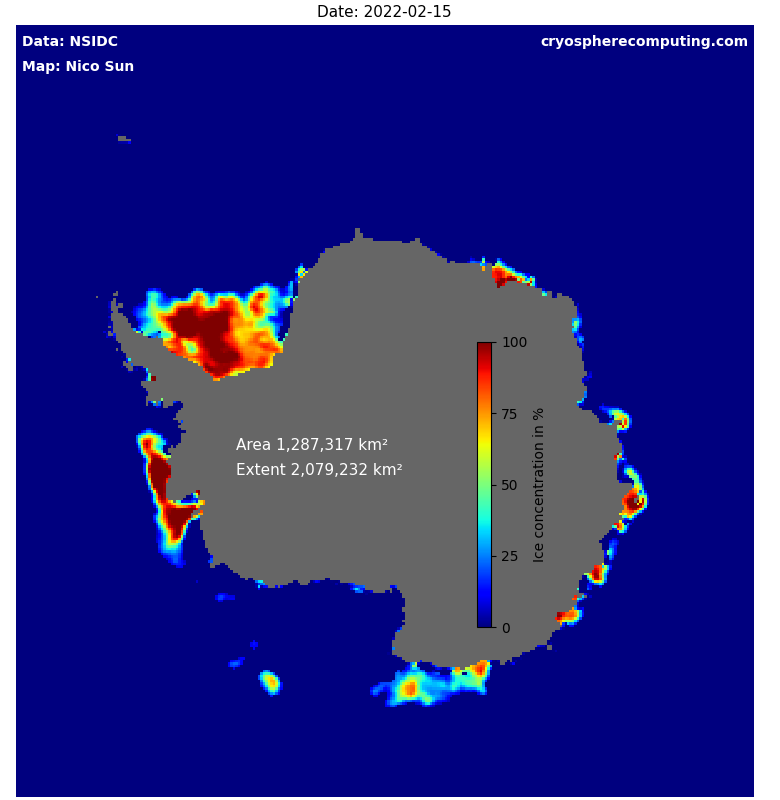 Date: 2022-02-15
Data: NSIDC
cryospherecomputing.com
Map: Nico Sun
Area 1,287,317 km²
Extent 2,079,232 km²
100
75
50
25
0
Ice concentration in %